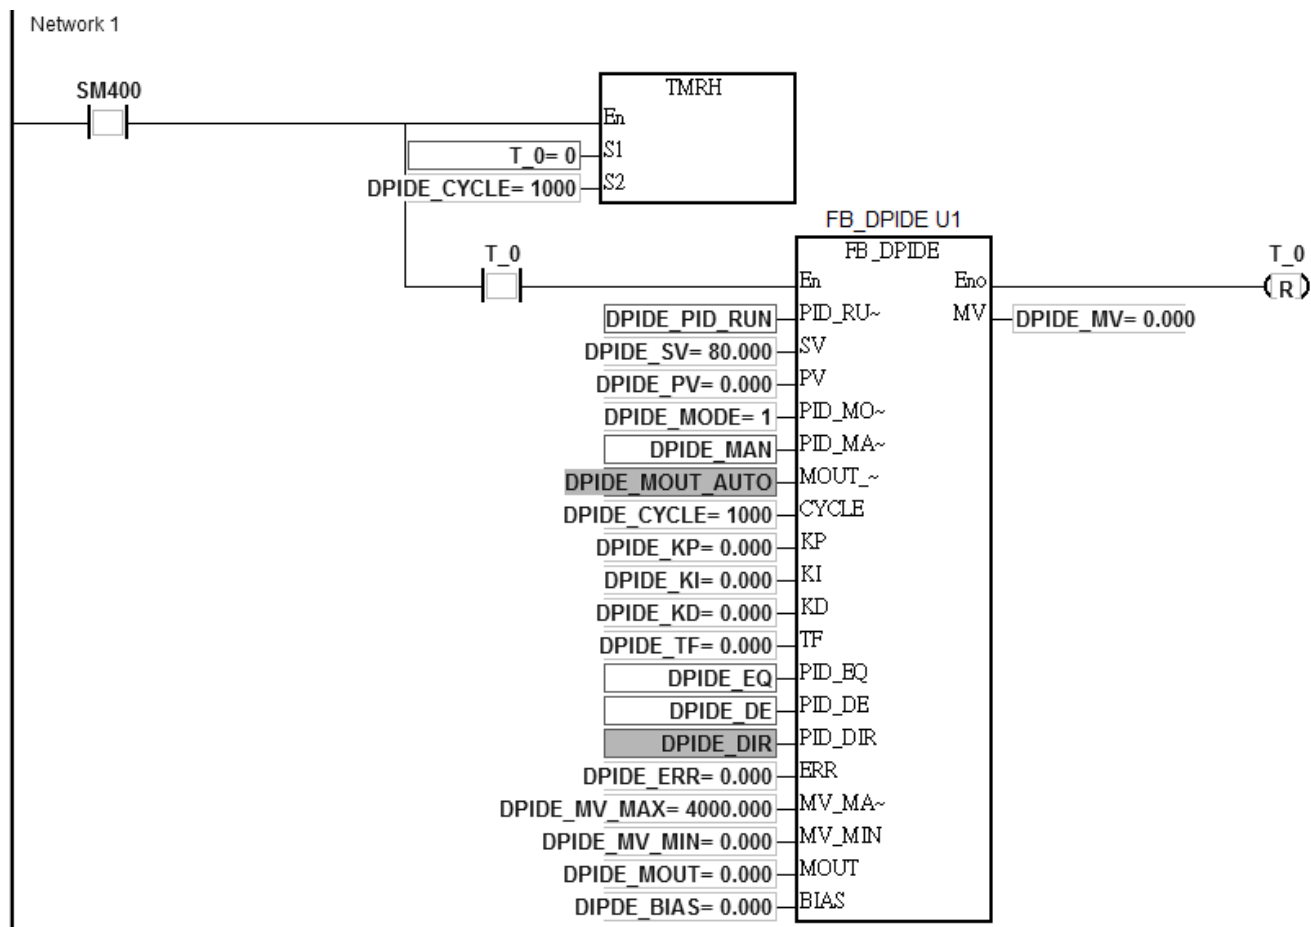 Network 1
SM400
TMRH
En
T_0= 0 S1
DPIDE_CYCLE= 1000 S2
FB_DPIDE U1
T_0 FB_DPIDE T_0
En Eno R
DPIDE_PID_RUN PID_RU~ MV DPIDE_MV= 0.000
DPIDE_SV= 80.000 SV
DPIDE_PV= 0.000 PV
DPIDE_MODE= 1 PID_MO~
DPIDE_MAN PID_MA~
DPIDE_MOUT_AUTO MOUT_~
DPIDE_CYCLE= 1000 CYCLE
DPIDE_KP= 0.000 KP
DPIDE_KI= 0.000 KI
DPIDE_KD= 0.000 KD
DPIDE_TF= 0.000 TF
DPIDE_EQ PID_EQ
DPIDE_DE PID_DE
DPIDE_DIR PID_DIR
DPIDE_ERR= 0.000 ERR
DPIDE_MV_MAX= 4000.000 MV_MA~
DPIDE_MV_MIN= 0.000 MV_MIN
DPIDE_MOUT= 0.000 MOUT
DIPDE_BIAS= 0.000 BIAS